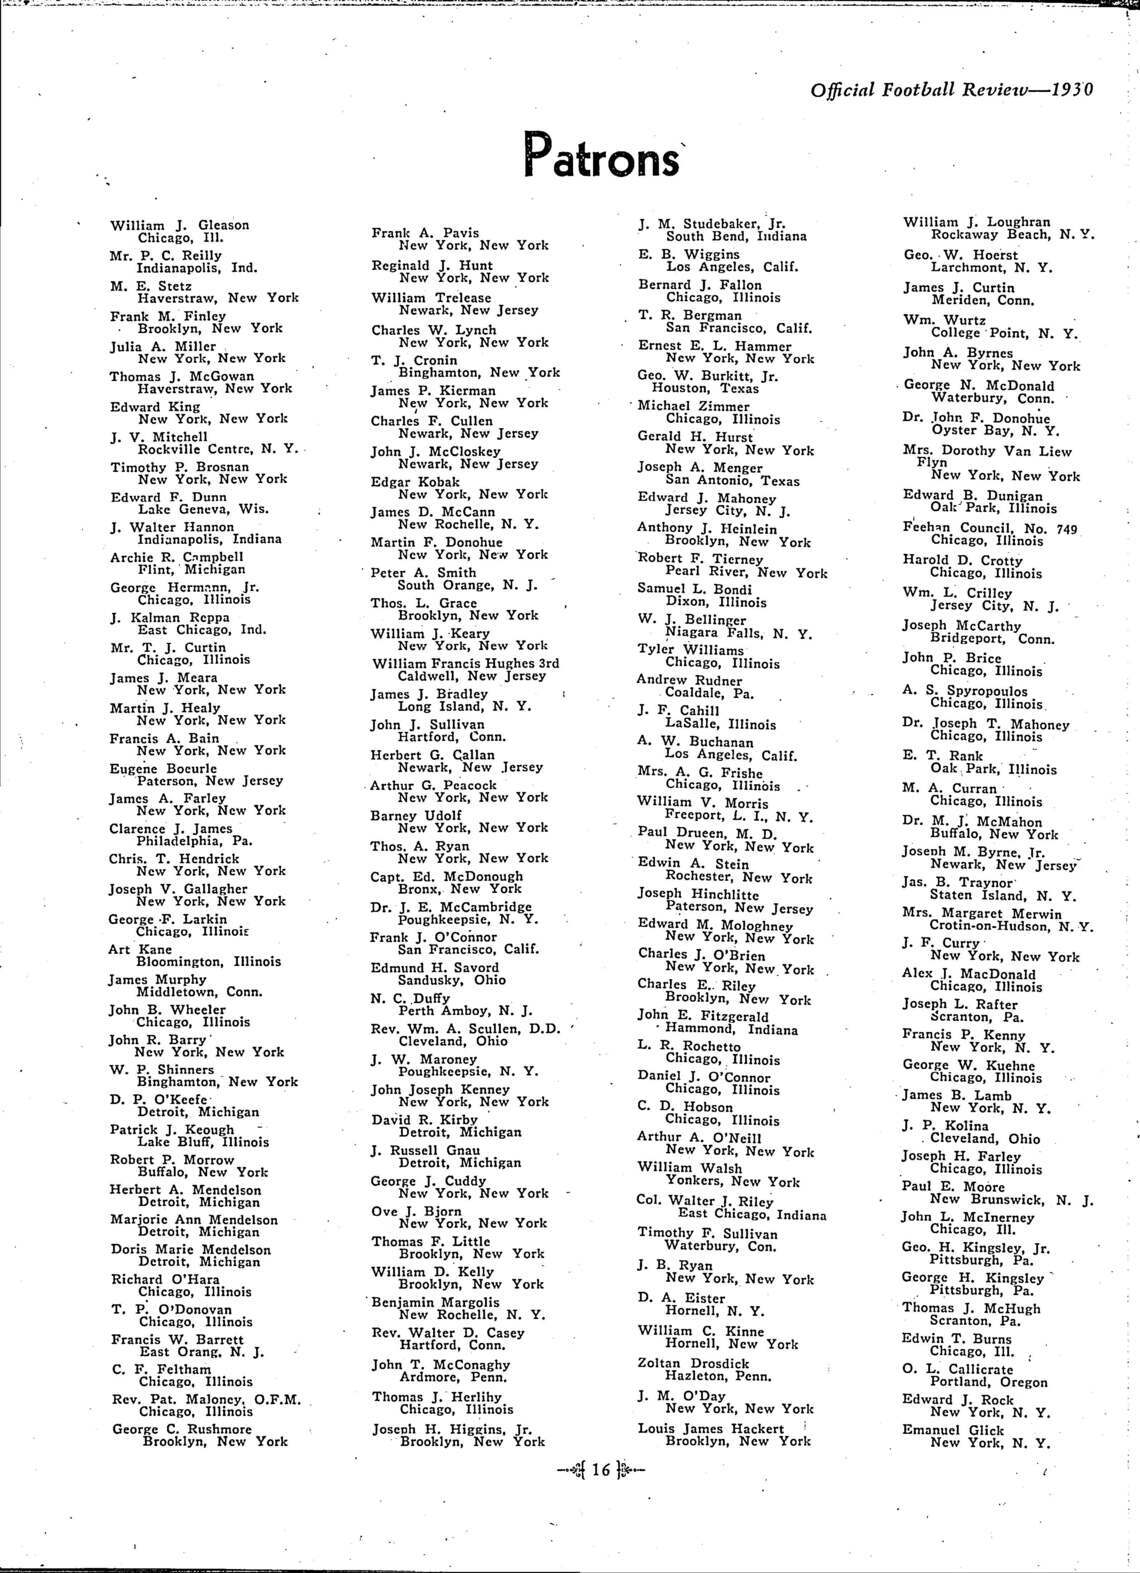 Official Football Review—1930
Patrons
William J. Gleason
Chicago, Ill.
Mr. P. C. Reilly
Indianapolis, Ind.
M. E. Stetz
Haverstraw, New York
Frank M. Finley
Brooklyn, New York
Julia A. Miller
New York, New York
Thomas J. McGowan
Haverstraw, New York
Edward King
New York, New York
J. V. Mitchell
Rockville Centre, N. Y.
Timothy P. Brosnan
New York, New York
Edward F. Dunn
Lake Geneva, Wis.
J. Walter Hannon
Indianapolis, Indiana
Archie R. Campbell
Flint, Michigan
George Hermann, Jr.
Chicago, Illinois
J. Kalman Reppa
East Chicago, Ind.
Mr. T. J. Curtin
Chicago, Illinois
James J. Meara
New York, New York
Martin J. Healy
New York, New York
Francis A. Bain
New York, New York
Eugene Boeurle
Paterson, New Jersey
James A. Farley
New York, New York
Clarence J. James
Philadelphia, Pa.
Chris. T. Hendrick
New York, New York
Joseph V. Gallagher
New York, New York
George F. Larkin
Chicago, Illinois
Art Kane
Bloomington, Illinois
James Murphy
Middletown, Conn.
John B. Wheeler
Chicago, Illinois
John R. Barry
New York, New York
W. P. Shinners
Binghamton, New York
D. P. O'Keefe
Detroit, Michigan
Patrick J. Keough
Lake Bluff, Illinois
Robert P. Morrow
Buffalo, New York
Herbert A. Mendelson
Detroit, Michigan
Marjorie Ann Mendelson
Detroit, Michigan
Doris Marie Mendelson
Detroit, Michigan
Richard O'Hara
Chicago, Illinois
T. P. O'Donovan
Chicago, Illinois
Francis W. Barrett
East Orang, N. J.
C. F. Feltham
Chicago, Illinois
Rev. Pat. Maloney, O.F.M.
Chicago, Illinois
George C. Rushmore
Brooklyn, New York
Frank A. Pavis
New York, New York
Reginald J. Hunt
New York, New York
William Trelease
Newark, New Jersey
Charles W. Lynch
New York, New York
T. J. Cronin
Binghamton, New York
James P. Kierman
New York, New York
Charles F. Cullen
Newark, New Jersey
John J. McCloskey
Newark, New Jersey
Edgar Kobak
New York, New York
James D. McCann
New Rochelle, N. Y.
Martin F. Donohue
New York, New York
Peter A. Smith
South Orange, N. J.
Thos. L. Grace
Brooklyn, New York
William J. Keary
New York, New York
William Francis Hughes 3rd
Caldwell, New Jersey
James J. Bradley
Long Island, N. Y.
John J. Sullivan
Hartford, Conn.
Herbert G. Callan
Newark, New Jersey
Arthur G. Peacock
New York, New York
Barney Udolf
New York, New York
Thos. A. Ryan
New York, New York
Capt. Ed. McDonough
Bronx, New York
Dr. J. E. McCambridge
Poughkeepsie, N. Y.
Frank J. O'Connor
San Francisco, Calif.
Edmund H. Savord
Sandusky, Ohio
N. C. Duffy
Perth Amboy, N. J.
Rev. Wm. A. Scullen, D.D.
Cleveland, Ohio
J. W. Maroney
Poughkeepsie, N. Y.
John Joseph Kenney
New York, New York
David R. Kirby
Detroit, Michigan
J. Russell Gnau
Detroit, Michigan
George J. Cuddy
New York, New York
Ove J. Bjorn
New York, New York
Thomas F. Little
Brooklyn, New York
William D. Kelly
Brooklyn, New York
Benjamin Margolis
New Rochelle, N. Y.
Rev. Walter D. Casey
Hartford, Conn.
John T. McConaghy
Ardmore, Penn.
Thomas J. Herlihy
Chicago, Illinois
Joseph H. Higgins, Jr.
Brooklyn, New York
J. M. Studebaker, Jr.
South Bend, Indiana
E. B. Wiggins
Los Angeles, Calif.
Bernard J. Fallon
Chicago, Illinois
T. R. Bergman
San Francisco, Calif.
Ernest E. L. Hammer
New York, New York
Geo. W. Burkitt, Jr.
Houston, Texas
Michael Zimmer
Chicago, Illinois
Gerald H. Hurst
New York, New York
Joseph A. Menger
San Antonio, Texas
Edward J. Mahoney
Jersey City, N. J.
Anthony J. Heinlein
Brooklyn, New York
Robert F. Tierney
Pearl River, New York
Samuel L. Bondi
Dixon, Illinois
W. J. Bellinger
Niagara Falls, N. Y.
Tyler Williams
Chicago, Illinois
Andrew Rudner
Coaldale, Pa.
J. F. Cahill
LaSalle, Illinois
A. W. Buchanan
Los Angeles, Calif.
Mrs. A. G. Frishe
Chicago, Illinois
William V. Morris
Freeport, L. I., N. Y.
Paul Drueen, M. D.
New York, New York
Edwin A. Stein
Rochester, New York
Joseph Hinchlitte
Paterson, New Jersey
Edward M. Mologhney
New York, New York
Charles J. O'Brien
New York, New York
Charles E. Riley
Brooklyn, New York
John E. Fitzgerald
Hammond, Indiana
L. R. Rochetto
Chicago, Illinois
Daniel J. O'Connor
Chicago, Illinois
C. D. Hobson
Chicago, Illinois
Arthur A. O'Neill
New York, New York
William Walsh
Yonkers, New York
Col. Walter J. Riley
East Chicago, Indiana
Timothy F. Sullivan
Waterbury, Con.
J. B. Ryan
New York, New York
D. A. Eister
Hornell, N. Y.
William C. Kinne
Hornell, New York
Zoltan Drosdick
Hazleton, Penn.
J. M. O'Day
New York, New York
Louis James Hackert
Brooklyn, New York
William J. Loughran
Rockaway Beach, N. Y.
Geo. W. Hoerst
Larchmont, N. Y.
James J. Curtin
Meriden, Conn.
Wm. Wurtz
College Point, N. Y.
John A. Byrnes
New York, New York
George N. McDonald
Waterbury, Conn.
Dr. John F. Donohue
Oyster Bay, N. Y.
Mrs. Dorothy Van Liew
Flyn
New York, New York
Edward B. Dunigan
Oak Park, Illinois
Feehan Council, No. 749
Chicago, Illinois
Harold D. Crotty
Chicago, Illinois
Wm. L. Crilley
Jersey City, N. J.
Joseph McCarthy
Bridgeport, Conn.
John P. Brice
Chicago, Illinois
A. S. Spyropoulos
Chicago, Illinois
Dr. Joseph T. Mahoney
Chicago, Illinois
E. T. Rank
Oak Park, Illinois
M. A. Curran
Chicago, Illinois
Dr. M. J. McMahon
Buffalo, New York
Joseph M. Byrne, Jr.
Newark, New Jersey
Jas. B. Traynor
Staten Island, N. Y.
Mrs. Margaret Merwin
Crotin-on-Hudson, N. Y.
J. F. Curry
New York, New York
Alex J. MacDonald
Chicago, Illinois
Joseph L. Rafter
Scranton, Pa.
Francis P. Kenny
New York, N. Y.
George W. Kuehne
Chicago, Illinois
James B. Lamb
New York, N. Y.
J. P. Kolina
Cleveland, Ohio
Joseph H. Farley
Chicago, Illinois
Paul E. Moore
New Brunswick, N. J.
John L. McInerney
Chicago, Ill.
Geo. H. Kingsley, Jr.
Pittsburgh, Pa.
George H. Kingsley
Pittsburgh, Pa.
Thomas J. McHugh
Scranton, Pa.
Edwin T. Burns
Chicago, Ill.
O. L. Callicrate
Portland, Oregon
Edward J. Rock
New York, N. Y.
Emanuel Glick
New York, N. Y.
16